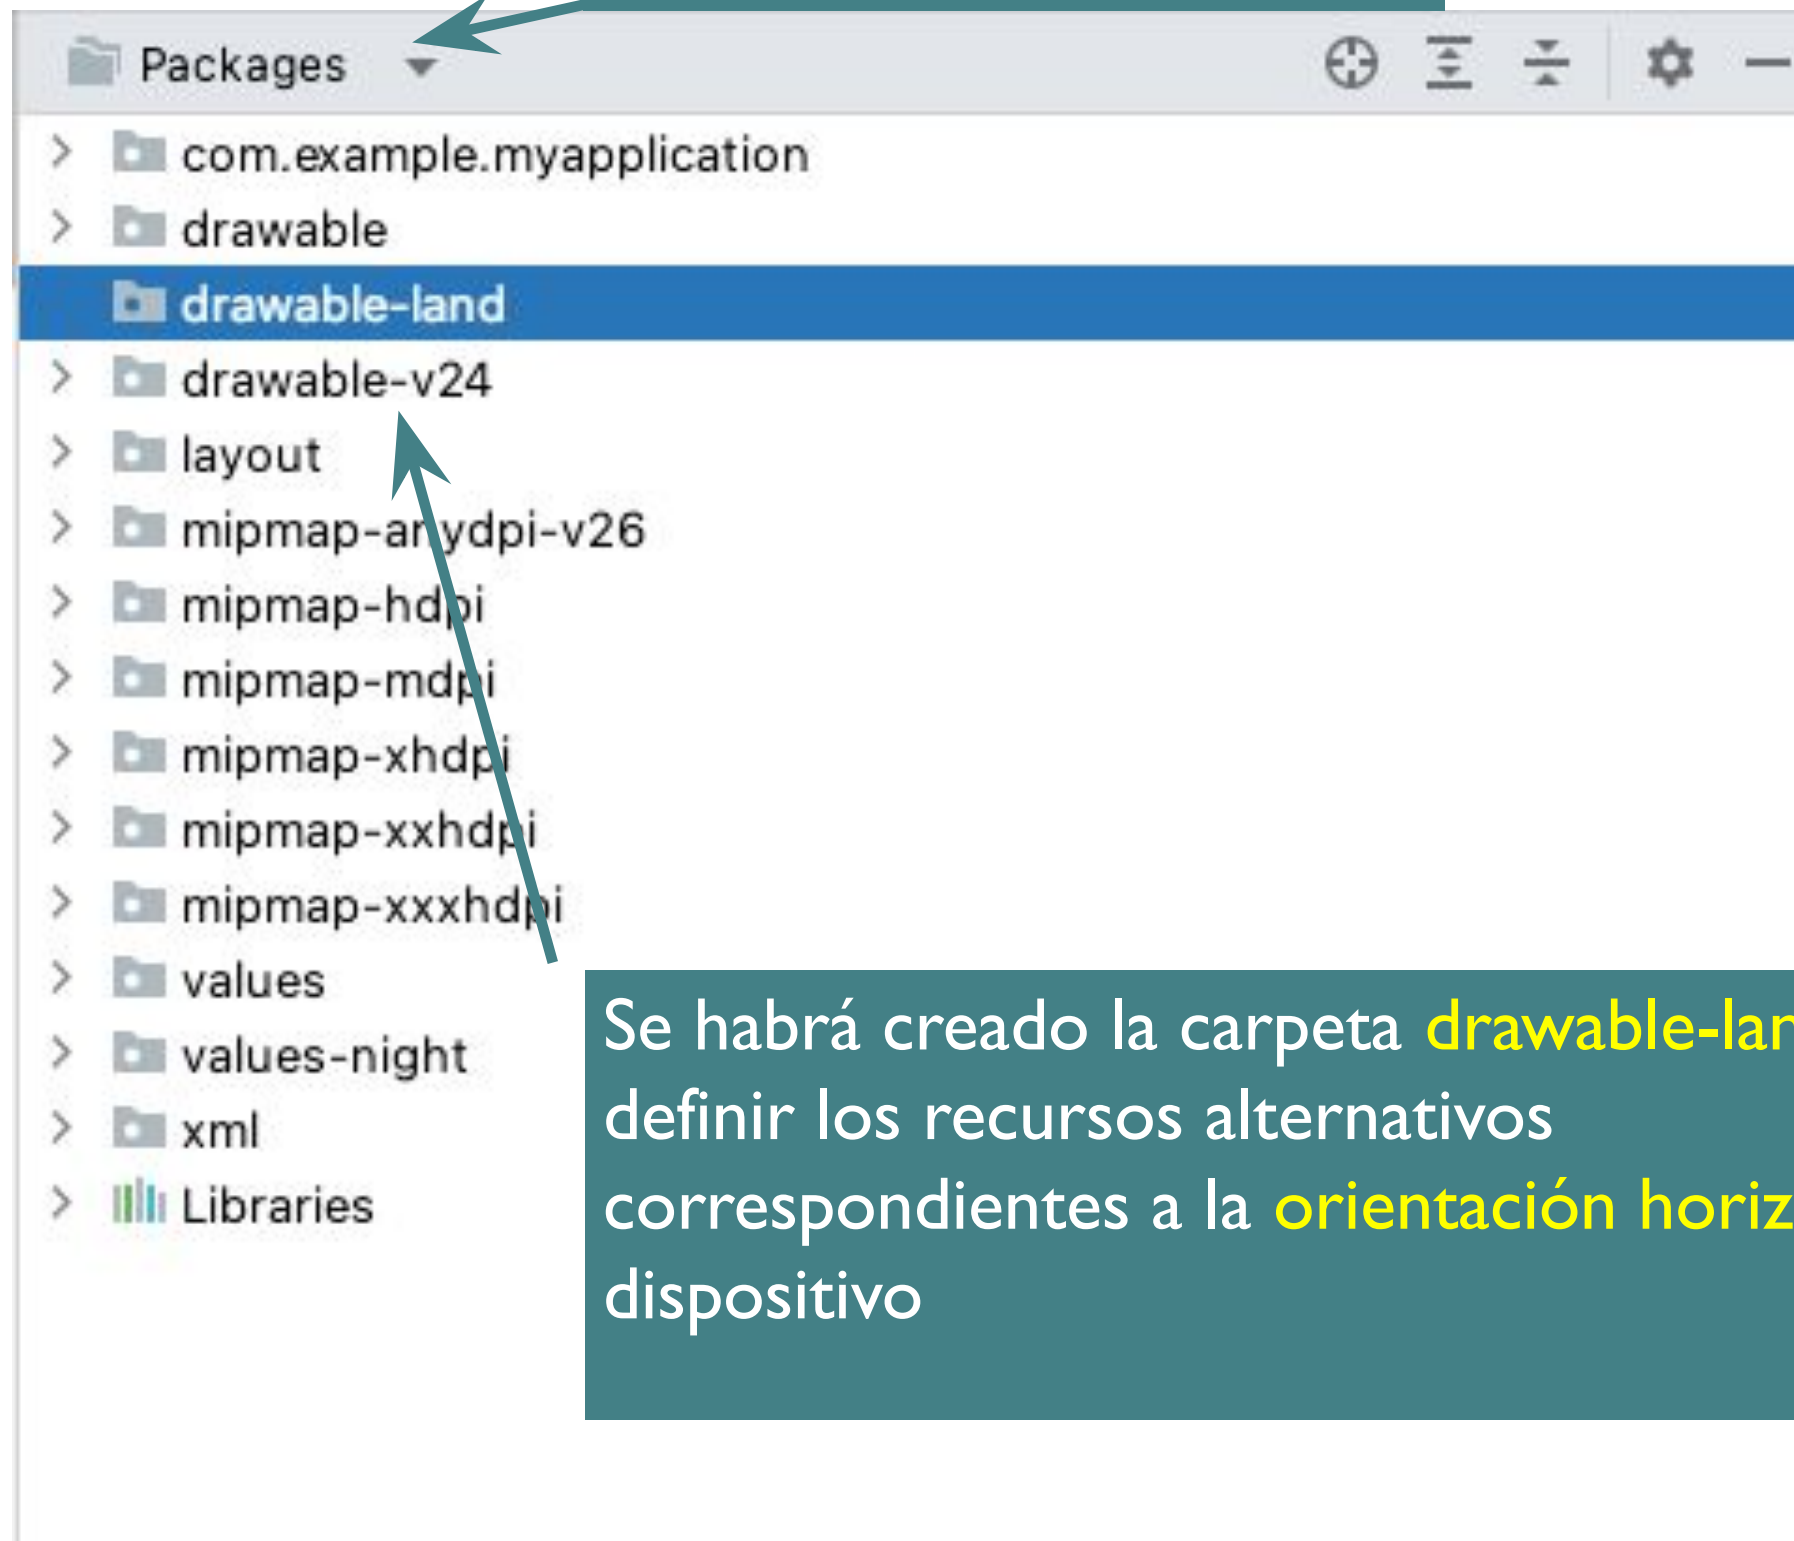 Packages
com.example.myapplication
drawable
drawable-land
drawable-v24
layout
mipmap-anydpi-v26
mipmap-hdpi
mipmap-mdpi
mipmap-xhdpi
mipmap-xxhdpi
mipmap-xxxhdpi
values
values-night
xml
Libraries
Se habrá creado la carpeta
definir los recursos alternativos
correspondientes a la orientación
dispositivo